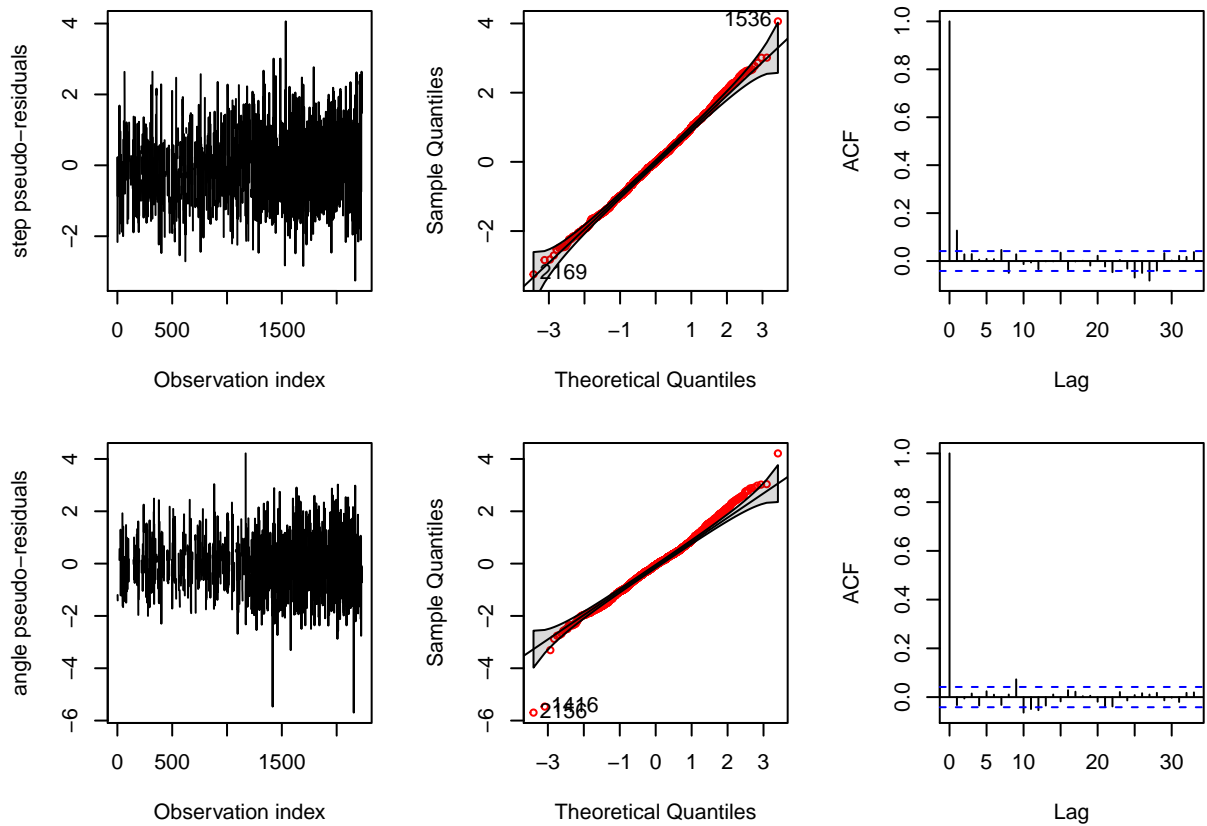 step pseudo−residuals
4
2
0
−2
0 500 1500
Observation index
Sample Quantiles
4
2
0
−2
1536
2169
−3 −1 0 1 2 3
Theoretical Quantiles
ACF
1.0
0.8
0.6
0.4
0.2
0.0
0 5 10 20 30
Lag
angle pseudo−residuals
4
2
0
−2
−4
−6
0 500 1500
Observation index
Sample Quantiles
4
2
0
−2
−4
−6
1416
2156
−3 −1 0 1 2 3
Theoretical Quantiles
ACF
1.0
0.8
0.6
0.4
0.2
0.0
0 5 10 20 30
Lag